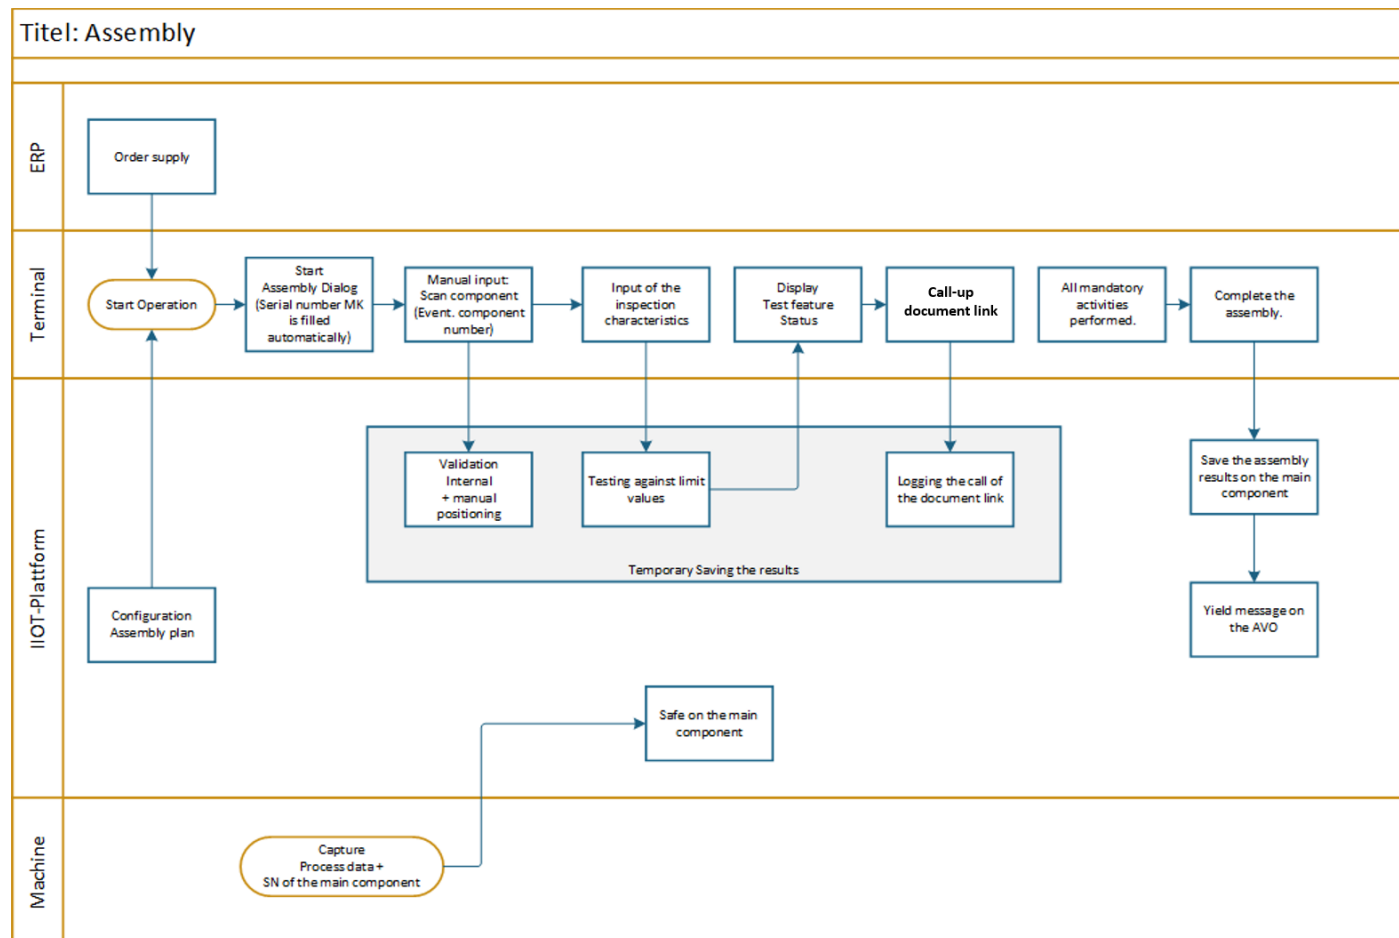 Titel: Assembly
ERP
Order supply
Terminal
Start Operation
Start
Assembly Dialog
(Serial number MK
is filled
automatically)
Manual input:
Scan component
(Event. component
number)
Input of the
inspection
characteristics
Display
Test feature
Status
Call-up
document link
All mandatory
activities
performed.
Complete the
assembly.
IIOT-Plattform
Validation
Internal
+ manual
positioning
Testing against limit
values
Logging the call of
the document link
Temporary Saving the results
Save the assembly
results on the main
component
Configuration
Assembly plan
Yield message on
the AVO
Safe on the main
component
Machine
Capture
Process data +
SN of the main component